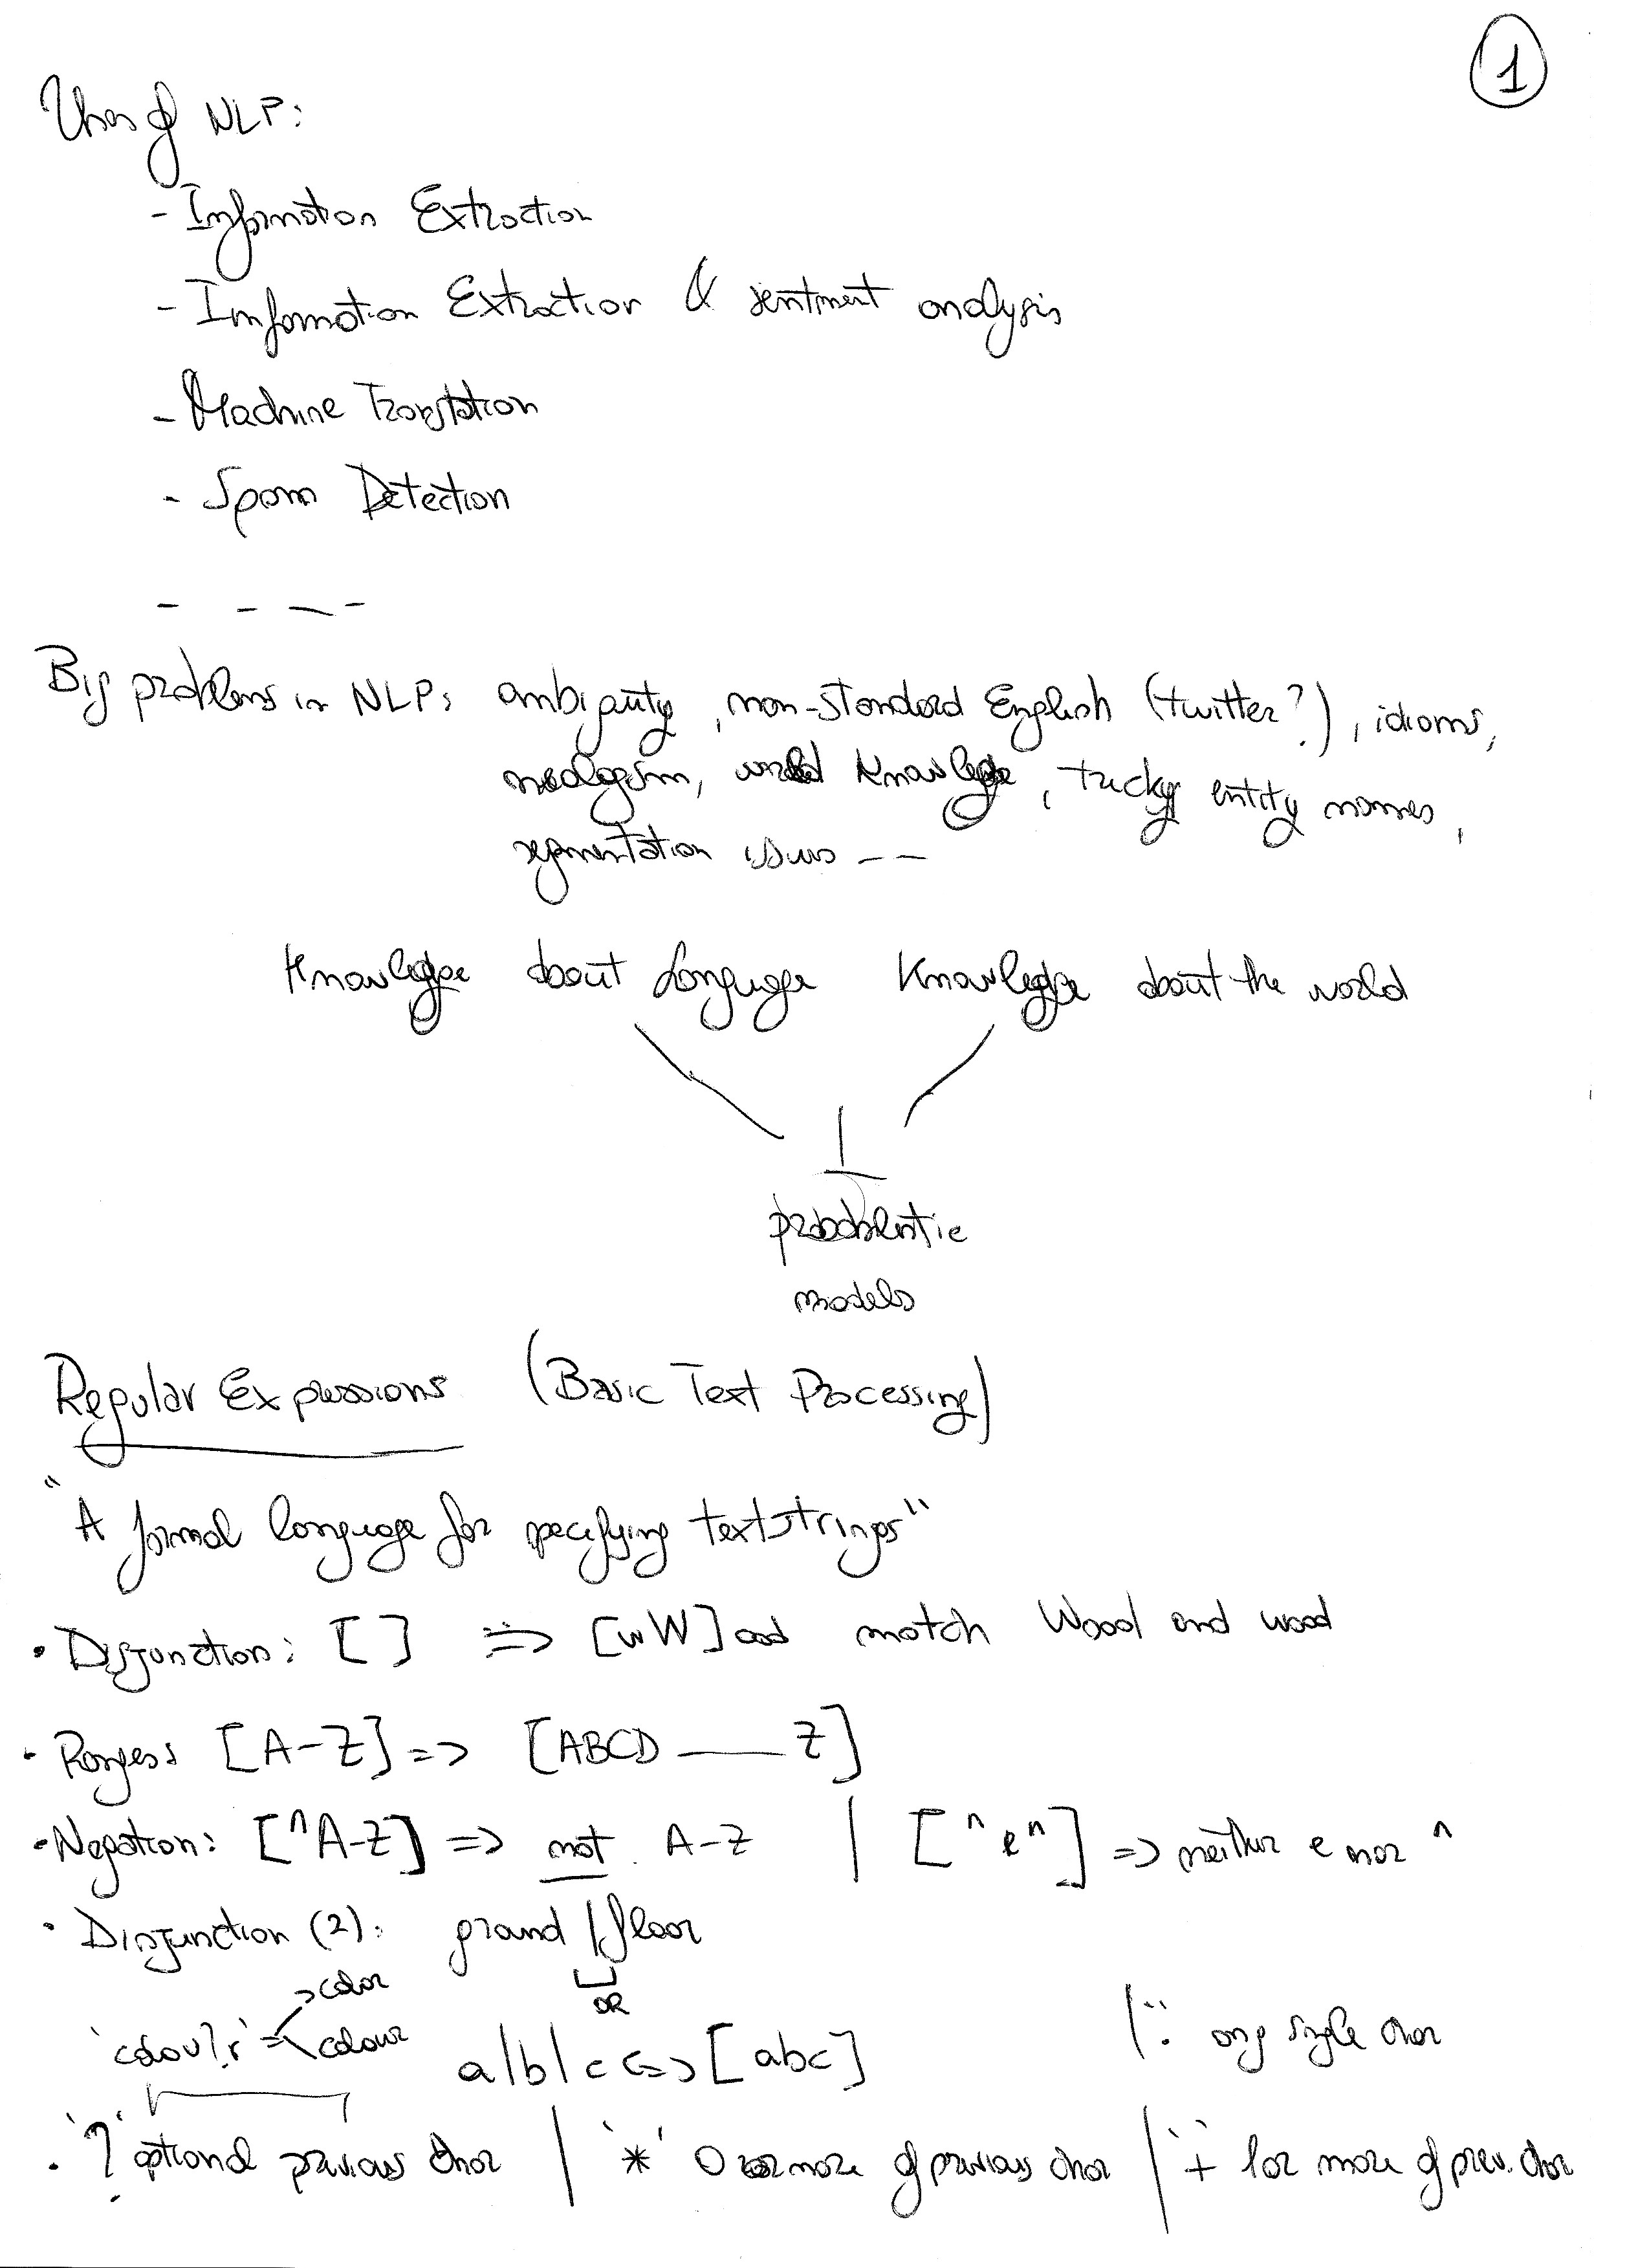 1
Uses of NLP:
- Information Extraction
- Information Extraction & sentiment analysis
- Machine Translation
- Spam Detection
- - - -
Big problems in NLP: ambiguity, non-standard English (twitter?), idioms,
neologism, world knowledge, tricky entity names,
segmentation issues --
Knowledge about Language Knowledge about the world
probabilistic
models
Regular Expressions (Basic Text Processing)
"A formal language for specifying text strings"
• Disjunction: [ ] => [wW]ood match Wood and wood
• Ranges: [A-Z] => [ABCD — Z]
• Negation: [^A-Z] => not A-Z | [^e^] => neither e nor ^
• Disjunction (2): ground | floor
OR
'colou?r' => color
colour
a|b|c <=> [abc]
| '.' any single char
• '?' optional previous char | '*' 0 or more of previous char | '+' 1 or more of prev. char